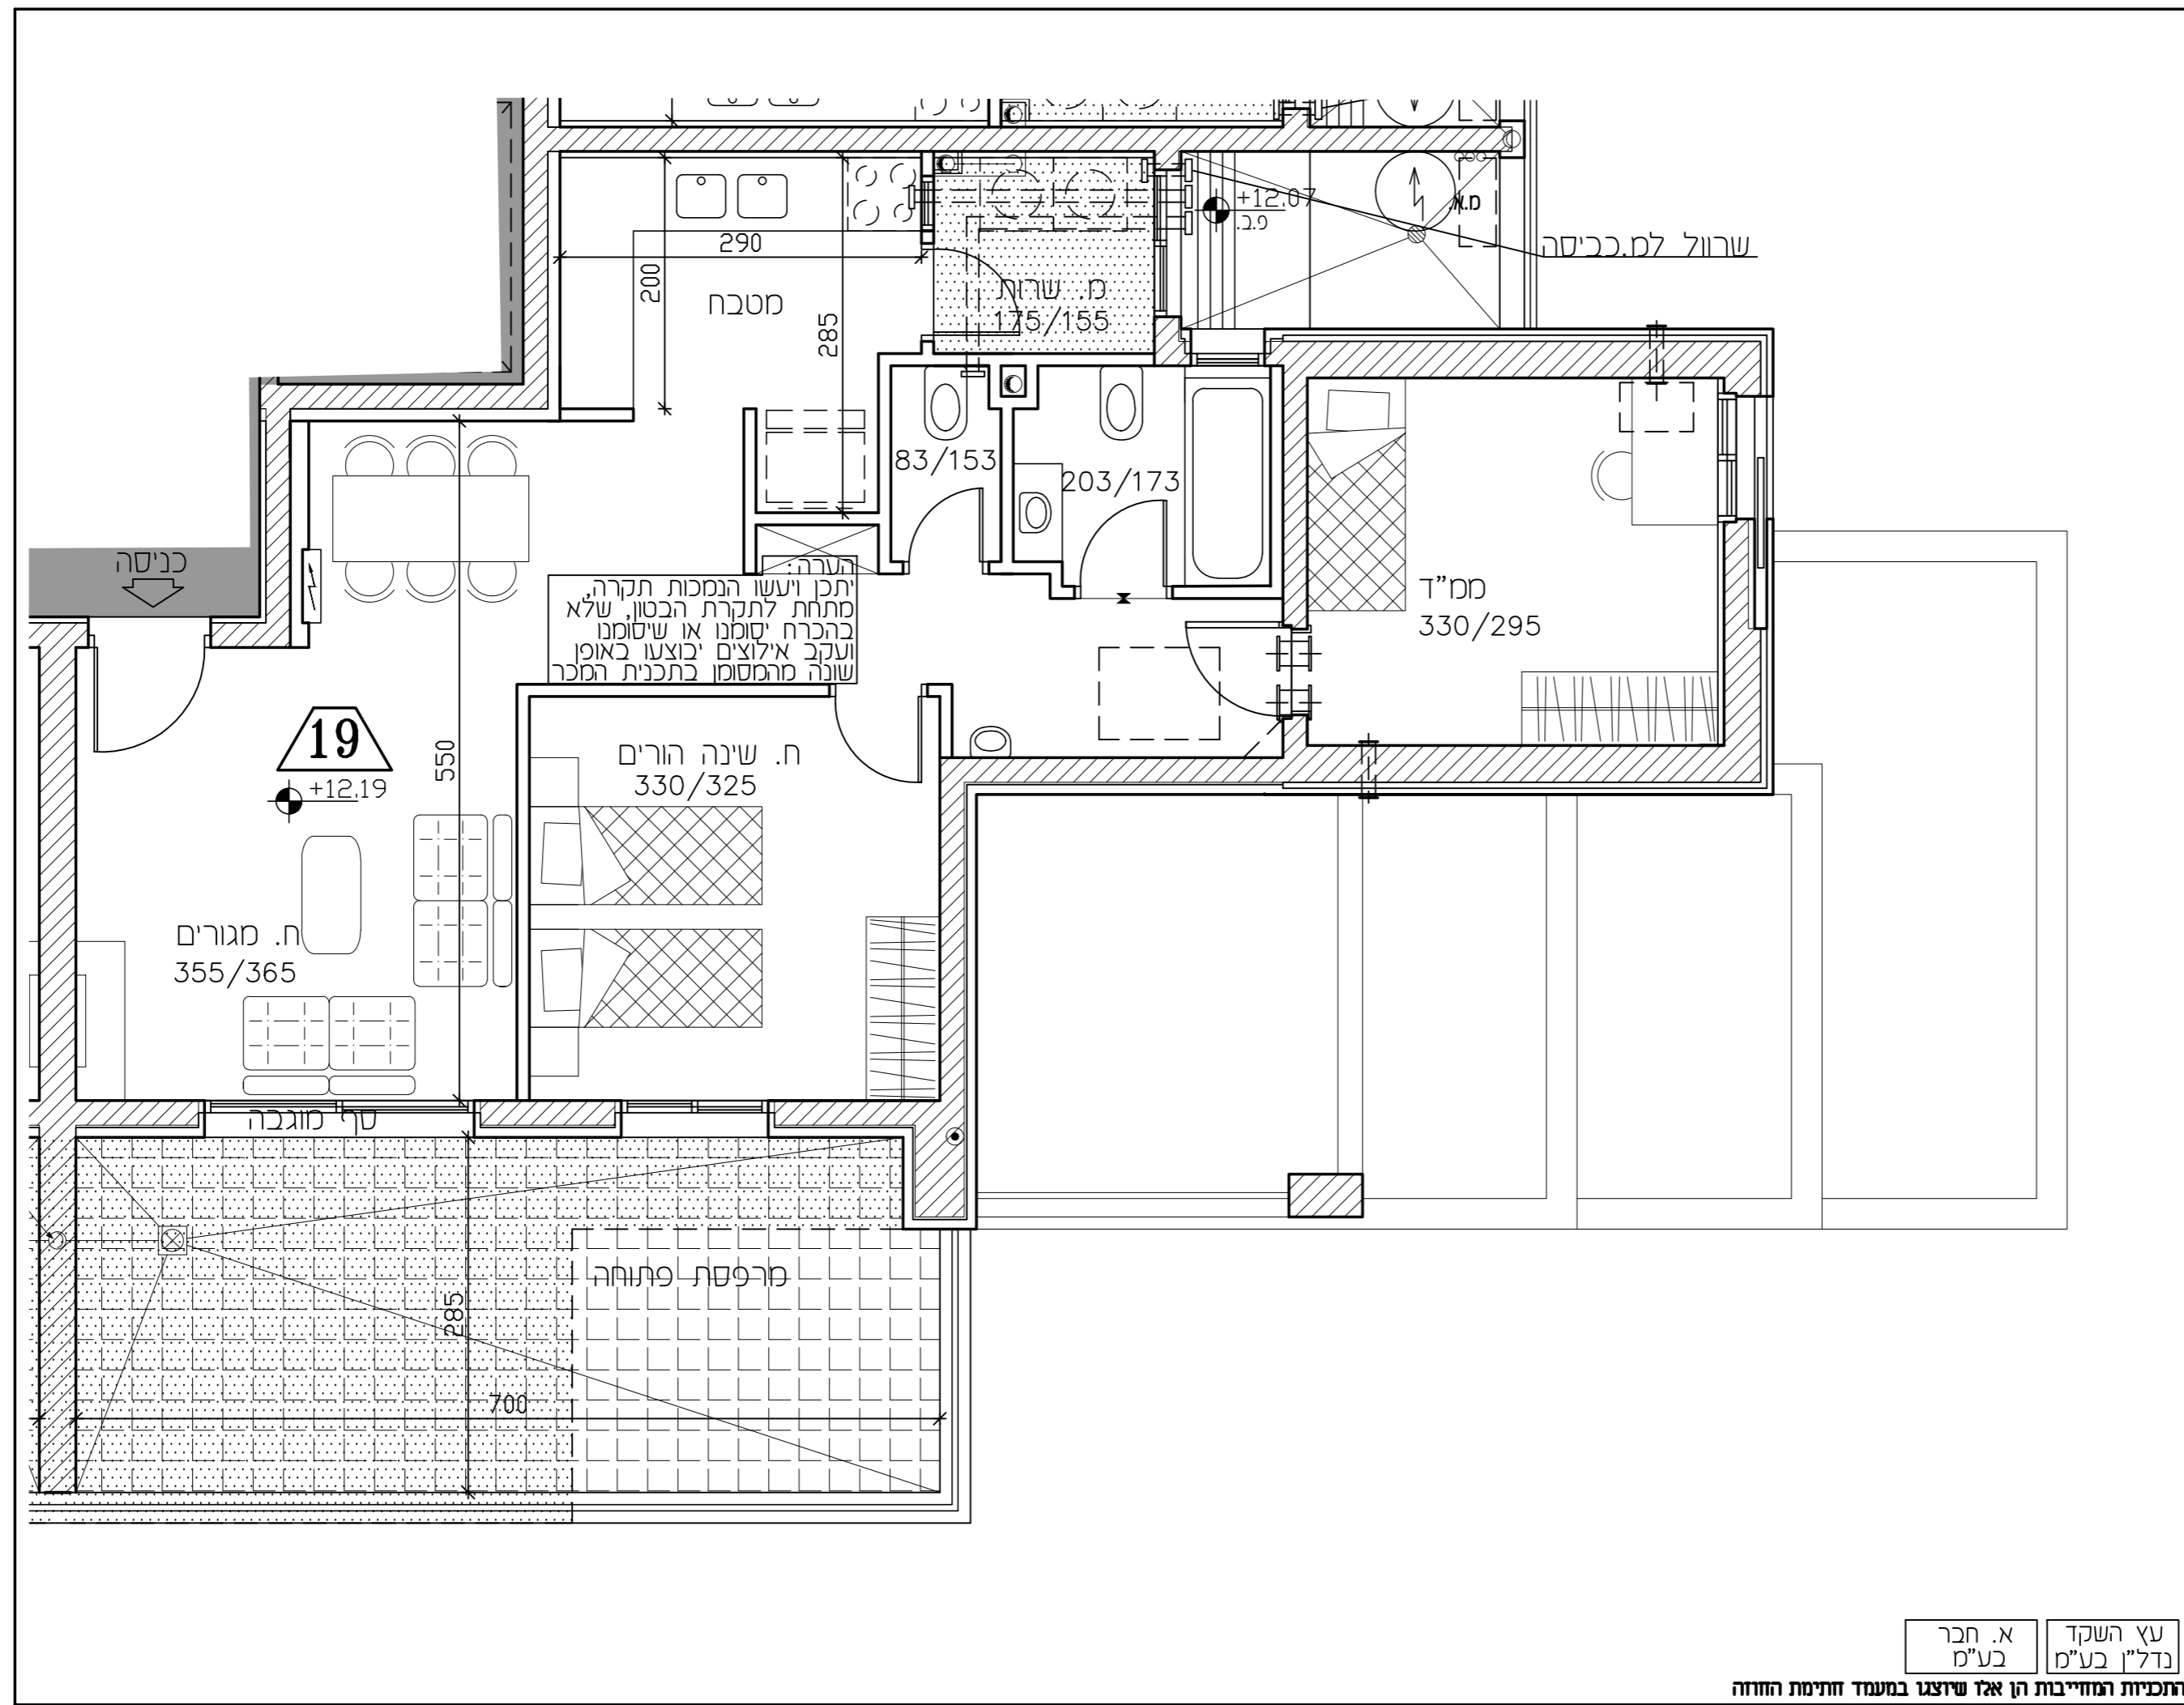 +12.07
פ.ב.
מ.א.
שרוול למ.כביסה
290
200
מטבח
285
מ. שרות
175/155
83/153
203/173
כניסה
הערה:
יתכן ויעשו הנמכות תקרה,
מתחת לתקרת הבטון, שלא
בהכרח יסומנו או שיסומנו
ועקב אילוצים יבוצעו באופן
שונה מהמסומן בתכנית המכר
ממ"ד
330/295
19
+12.19
550
ח. שינה הורים
330/325
ח. מגורים
355/365
סף מוגבה
מרפסת פתוחה
285
700
עץ השקד
נדל"ן בע"מ
א. חבר
בע"מ
התכניות המחייבות הן אלו שיוצגו במעמד חתימת החוזה